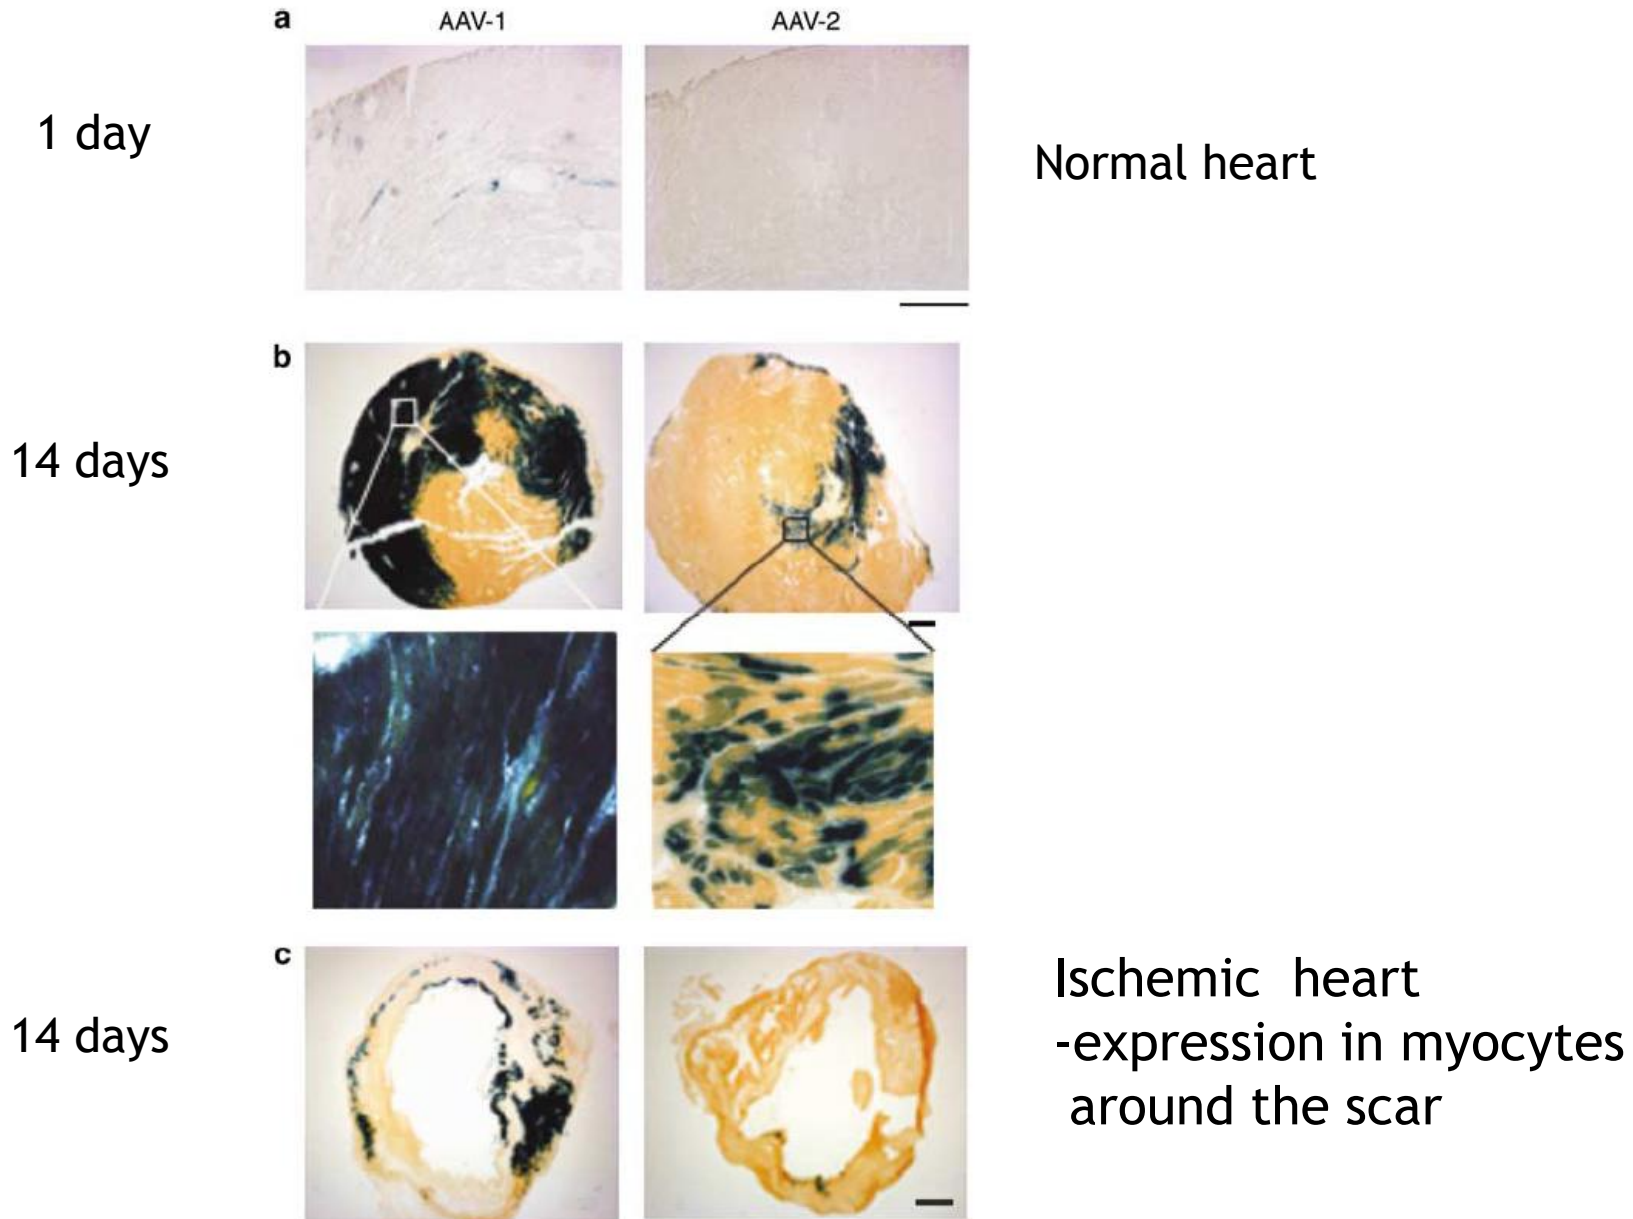 a
AAV-1
AAV-2
1 day
Normal heart
b
14 days
c
14 days
Ischemic heart
-expression in myocytes
around the scar